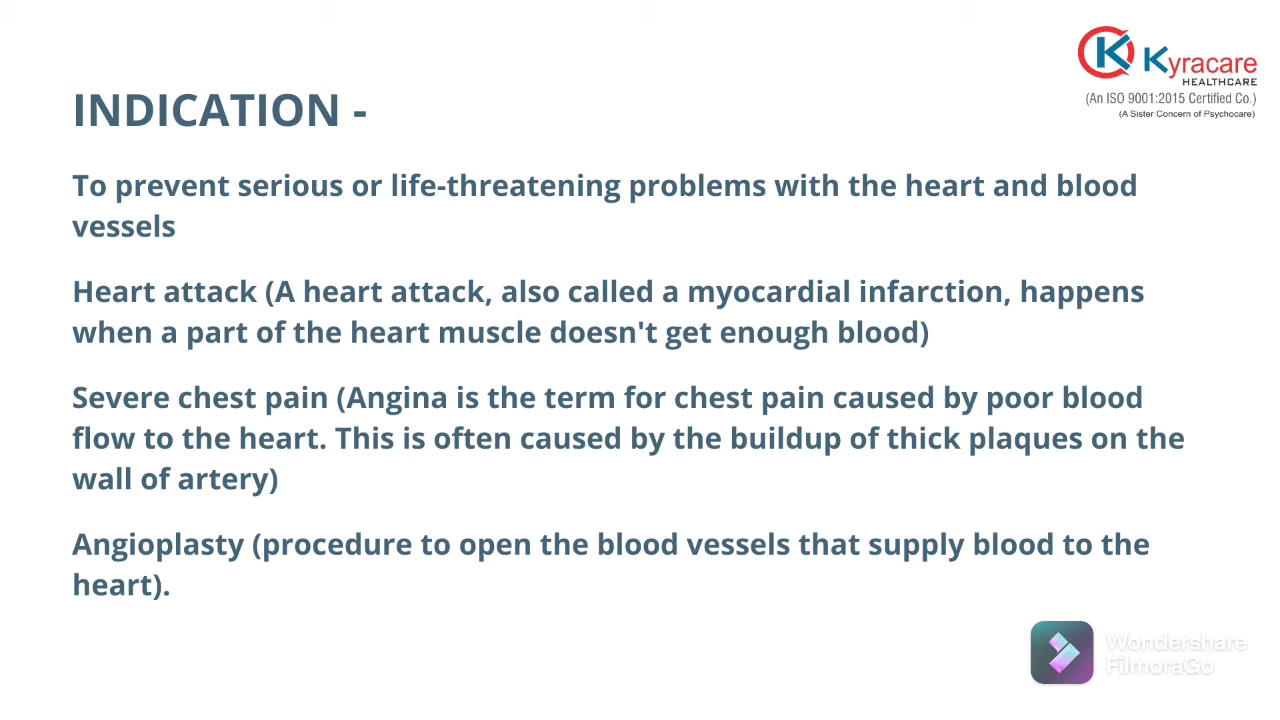 Kyracare
HEALTHCARE
(An ISO 9001:2015 Certified Co.)
(A Sister Concern of Psychocare)
INDICATION -
To prevent serious or life-threatening problems with the heart and blood
vessels
Heart attack (A heart attack, also called a myocardial infarction, happens
when a part of the heart muscle doesn't get enough blood)
Severe chest pain (Angina is the term for chest pain caused by poor blood
flow to the heart. This is often caused by the buildup of thick plaques on the
wall of artery)
Angioplasty (procedure to open the blood vessels that supply blood to the
heart).
Wondershare
FilmoraGo